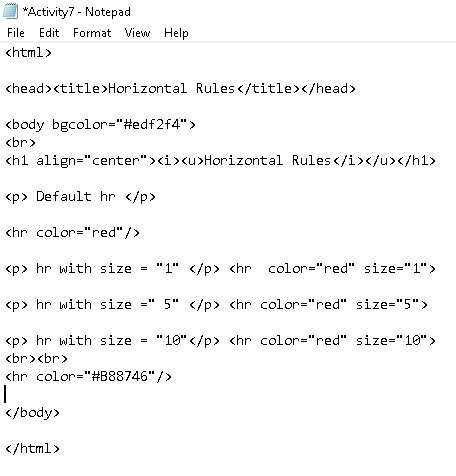 *Activity7 - Notepad
File Edit Format View Help
<html>
<head><title>Horizontal Rules</title></head>
<body bgcolor="#edf2f4">
<br>
<h1 align="center"><i><u>Horizontal Rules</i></u></h1>
<p> Default hr </p>
<hr color="red"/>
<p> hr with size = "1" </p> <hr  color="red" size="1">
<p> hr with size =" 5" </p> <hr color="red" size="5">
<p> hr with size = "10"</p> <hr color="red" size="10">
<br><br>
<hr color="#B88746"/>
</body>
</html>